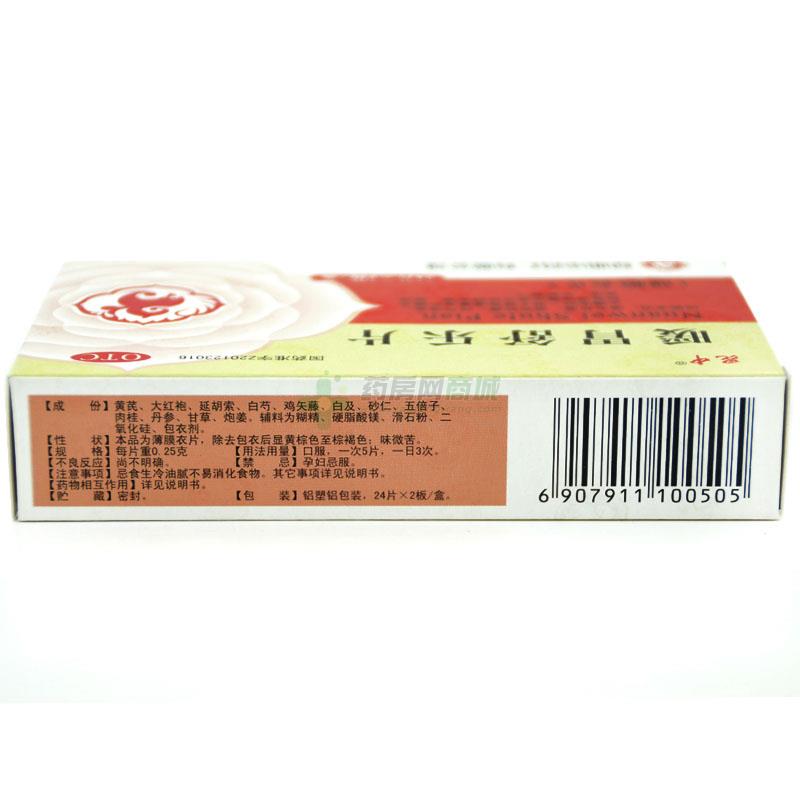 暖胃舒乐片
Nuanwei Shule Pian
昆中®
OTC
国药准字Z20123016
药房网商城
【成 份】黄芪、大红袍、延胡索、白芍、鸡矢藤、白及、砂仁、五倍子、
肉桂、丹参、甘草、炮姜。辅料为糊精、硬脂酸镁、滑石粉、二
氧化硅、包衣剂。
【性 状】本品为薄膜衣片，除去包衣后显黄棕色至棕褐色；味微苦。
【规 格】每片重0.25克 【用法用量】口服，一次5片，一日3次。
【不良反应】尚不明确。 【禁 忌】孕妇忌服。
【注意事项】忌食生冷油腻不易消化食物。其它事项详见说明书。
【药物相互作用】详见说明书。
【贮 藏】密封。 【包 装】铝塑铝包装，24片×2板/盒。
6 907911 100505